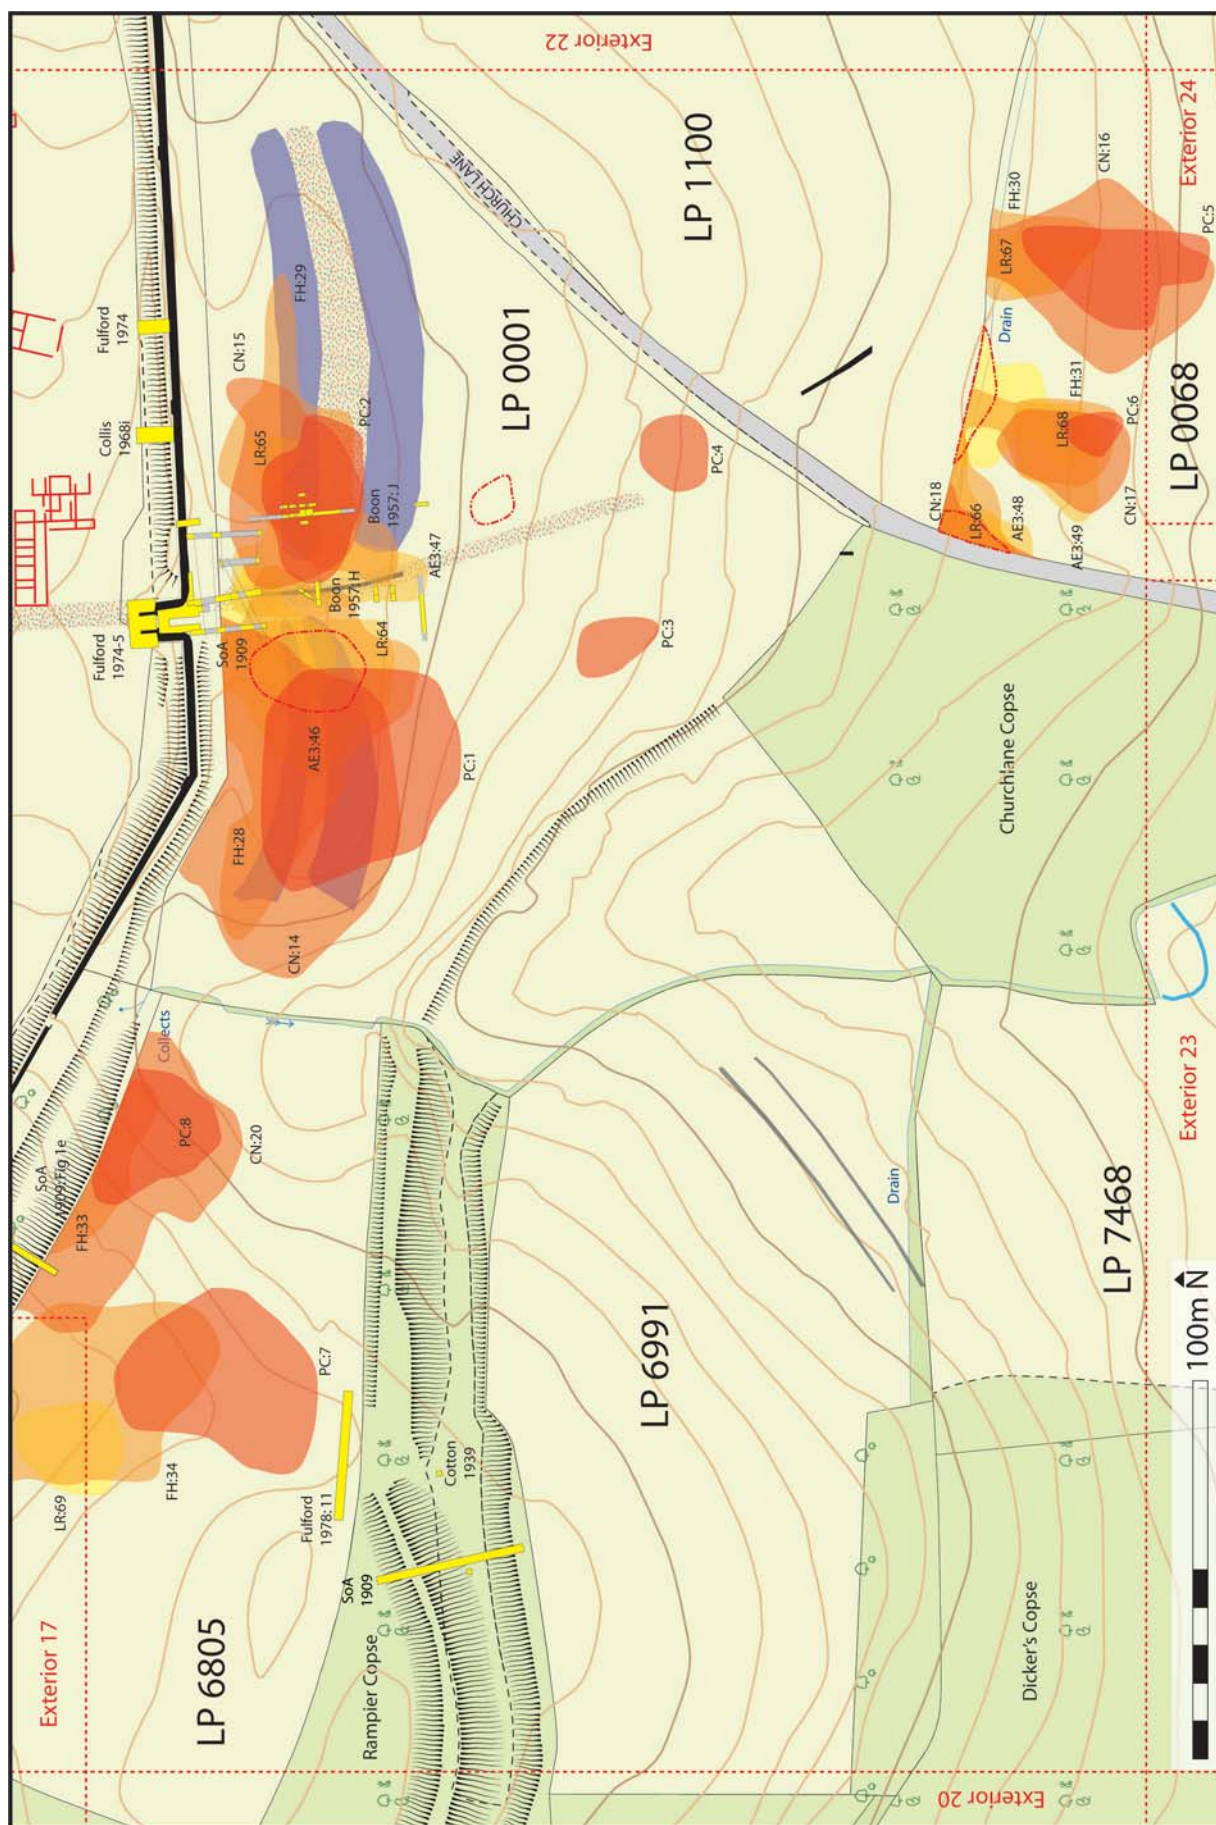 Exterior 17
LP 6805
LR:69
FH:34
PC:7
Fulford
1978:11
SoA
1909:Fig 1e
FH:33
PC:8
CN:20
Collects
CN:14
FH:28
AE3:46
PC:1
Fulford
1974-5
SoA
1909
LR:64
Boon
1957:H
AE3:47
Boon
1957:J
Collis
1968i
Fulford
1974
CN:15
LR:65
FH:29
PC:2
LP 0001
CHURCH LANE
Exterior 22
Rampier Copse
SoA
1909
Cotton
1939
LP 6991
PC:3
PC:4
LP 1100
Drain
Churchlane Copse
CN:18
LR:66
AE3:48
AE3:49
Drain
FH:31
LR:68
PC:6
CN:17
LR:67
FH:30
CN:16
PC:5
Exterior 24
LP 0068
Exterior 20
Dicker's Copse
LP 7468
Exterior 23
100m N